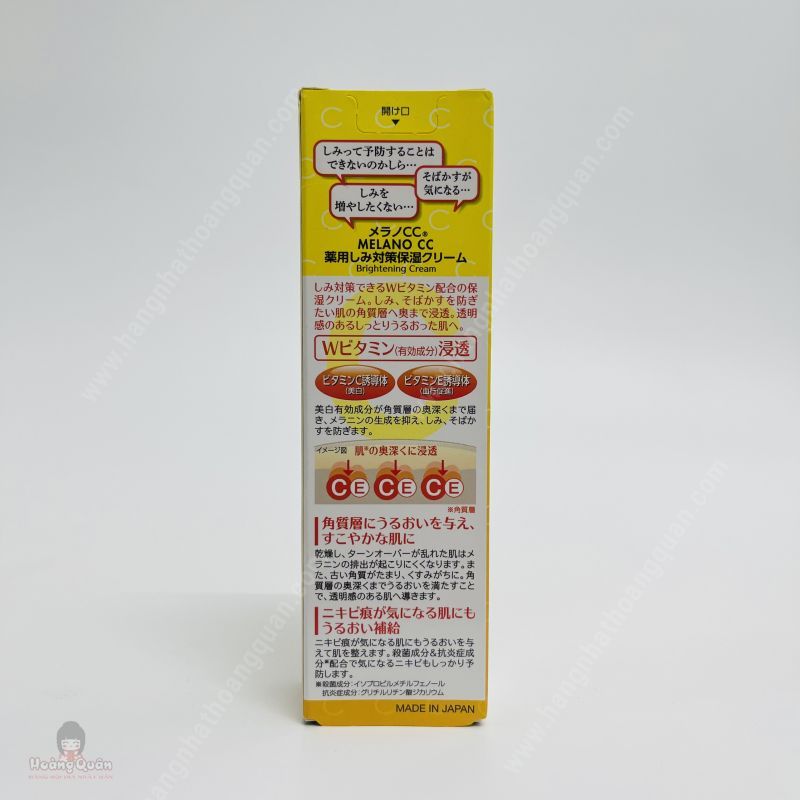 開け口
しみって予防することは
できないのかしら…
そばかすが
気になる…
しみを
増やしたくない…
メラノCC®
MELANO CC
薬用しみ対策保湿クリーム
Brightening Cream
しみ対策できるWビタミン配合の保
湿クリーム。しみ、そばかすを防ぎ
たい肌の角質層へ奥まで浸透。透明
感のあるしっとりうるおった肌へ。
Wビタミン(有効成分)浸透
ビタミンC誘導体
(美白)
ビタミンE誘導体
(血行促進)
美白有効成分が角質層の奥深くまで届
き、メラニンの生成を抑え、しみ、そばか
すを防ぎます。
イメージ図
肌※の奥深くに浸透
C E C E C E
※角質層
角質層にうるおいを与え、
すこやかな肌に
乾燥し、ターンオーバーが乱れた肌はメ
ラニンの排出が起こりにくくなります。ま
た、古い角質がたまり、くすみがちに。角
質層の奥深くまでうるおいを満たすこと
で、透明感のある肌へ導きます。
ニキビ痕が気になる肌にも
うるおい補給
ニキビ痕が気になる肌にもうるおいを与
えて肌を整えます。殺菌成分&抗炎症成
分※配合で気になるニキビもしっかり予
防します。
※殺菌成分:イソプロピルメチルフェノール
抗炎症成分:グリチルリチン酸ジカリウム
MADE IN JAPAN
Hoàng Quân
www.hangnhathoangquan.com